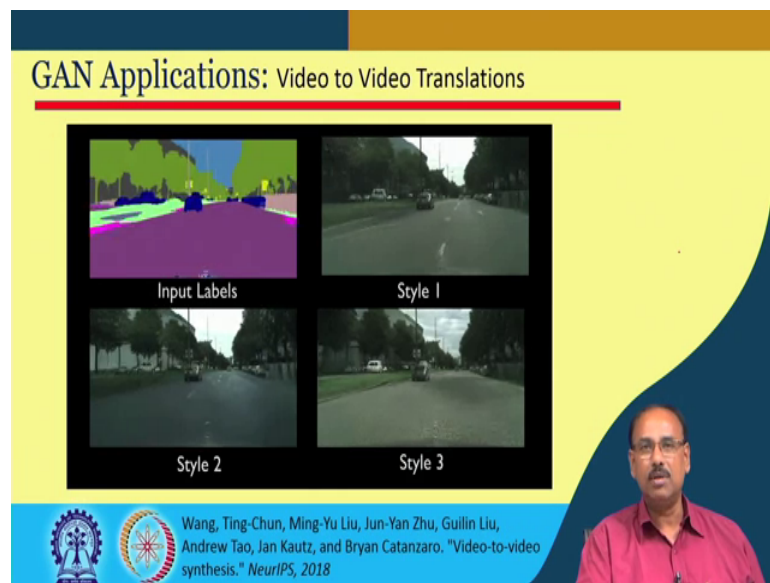 GAN Applications: Video to Video Translations
Input Labels
Style 1
Style 2
Style 3
Wang, Ting-Chun, Ming-Yu Liu, Jun-Yan Zhu, Guilin Liu,
Andrew Tao, Jan Kautz, and Bryan Catanzaro. "Video-to-video
synthesis." NeurIPS, 2018